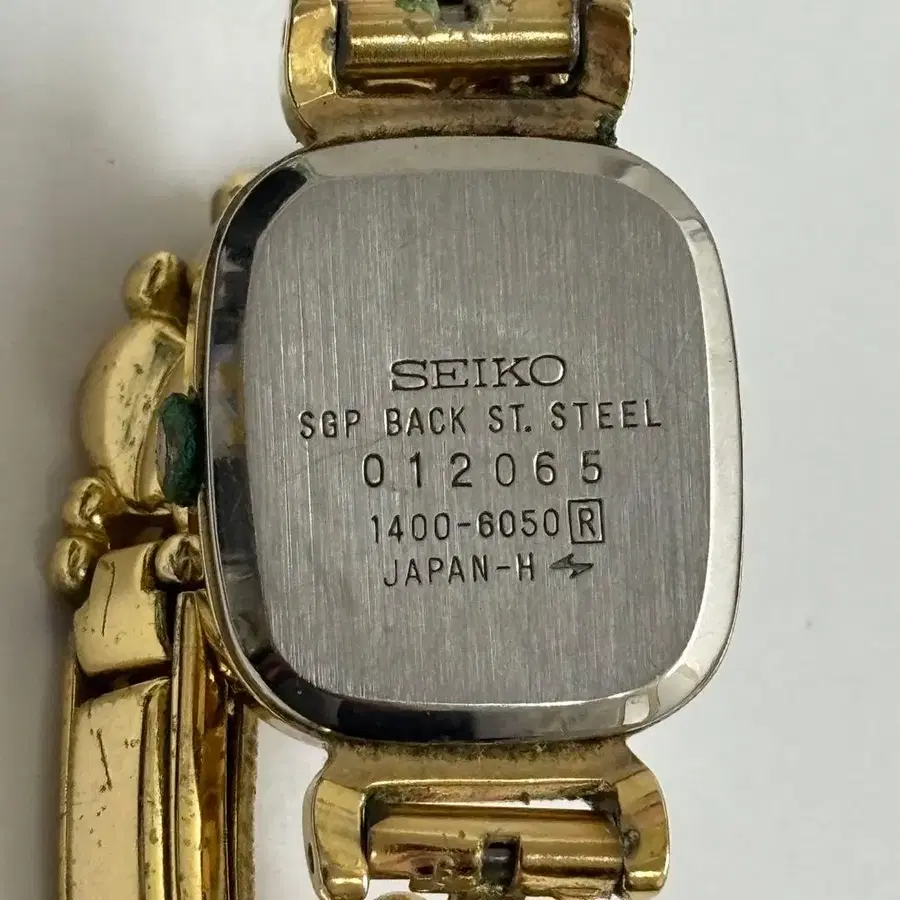 SEIKO
SGP BACK ST. STEEL
012065
1400-6050 R
JAPAN-H